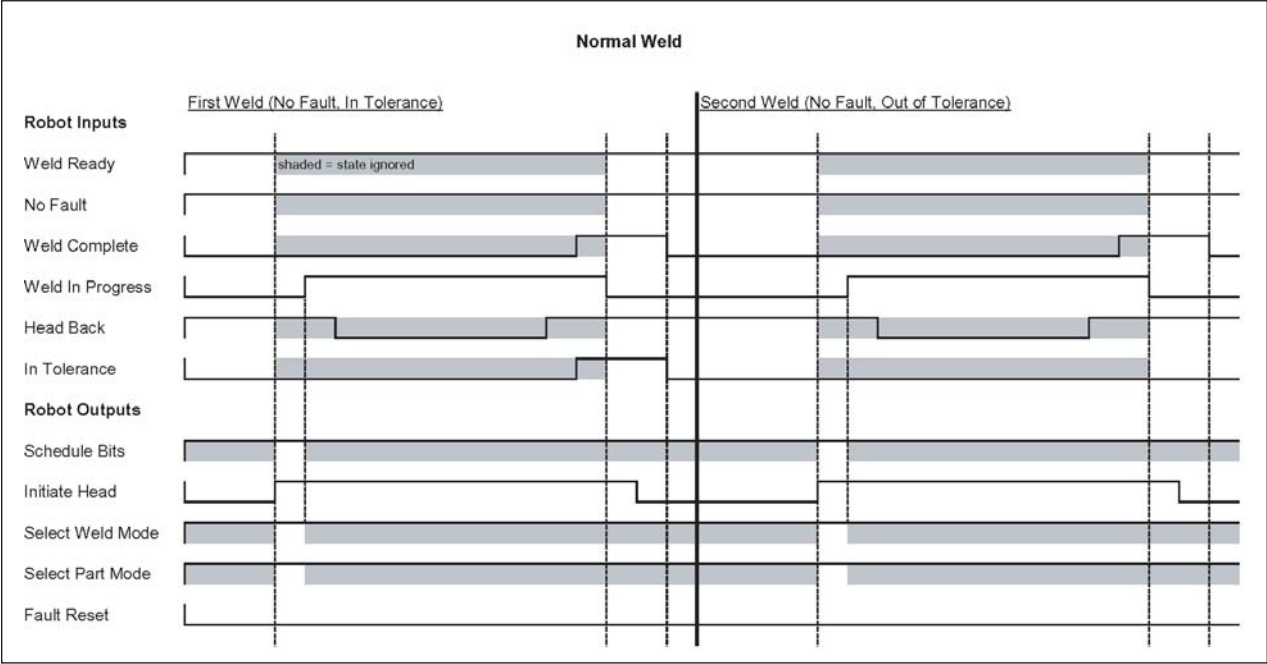 Normal Weld
First Weld (No Fault, In Tolerance)
Second Weld (No Fault, Out of Tolerance)
Robot Inputs
Weld Ready
shaded = state ignored
No Fault
Weld Complete
Weld In Progress
Head Back
In Tolerance
Robot Outputs
Schedule Bits
Initiate Head
Select Weld Mode
Select Part Mode
Fault Reset